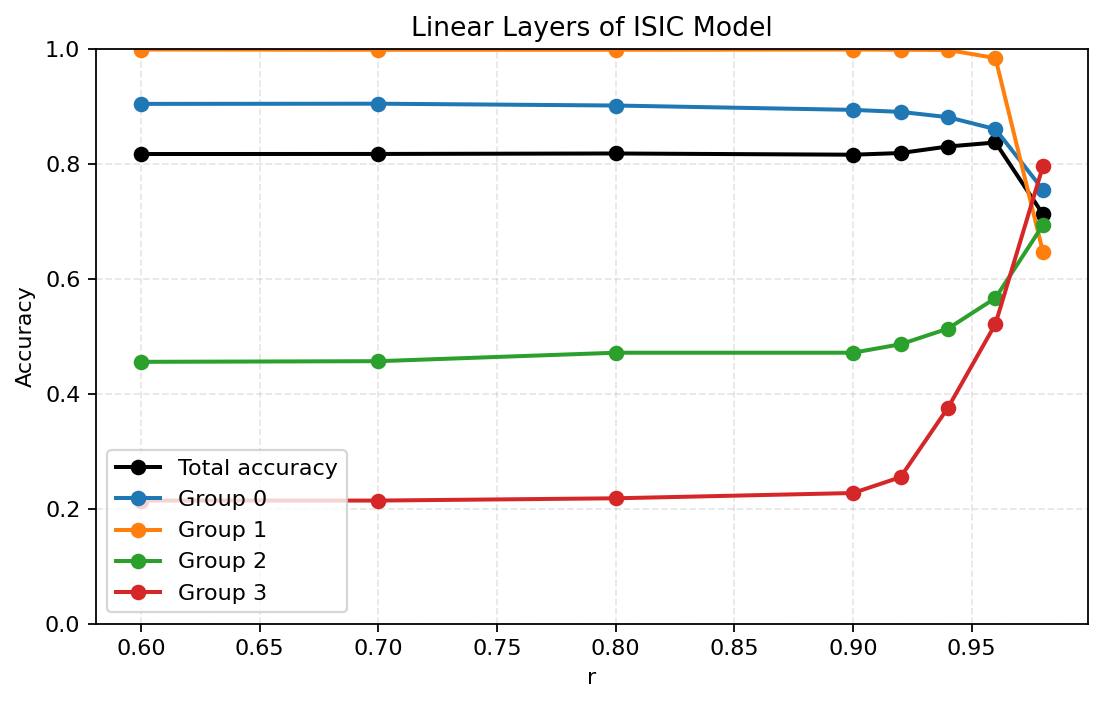 Linear Layers of ISIC Model
1.0
0.8
0.6
0.4
0.2
0.0
Accuracy
Total accuracy
Group 0
Group 1
Group 2
Group 3
0.60 0.65 0.70 0.75 0.80 0.85 0.90 0.95
r